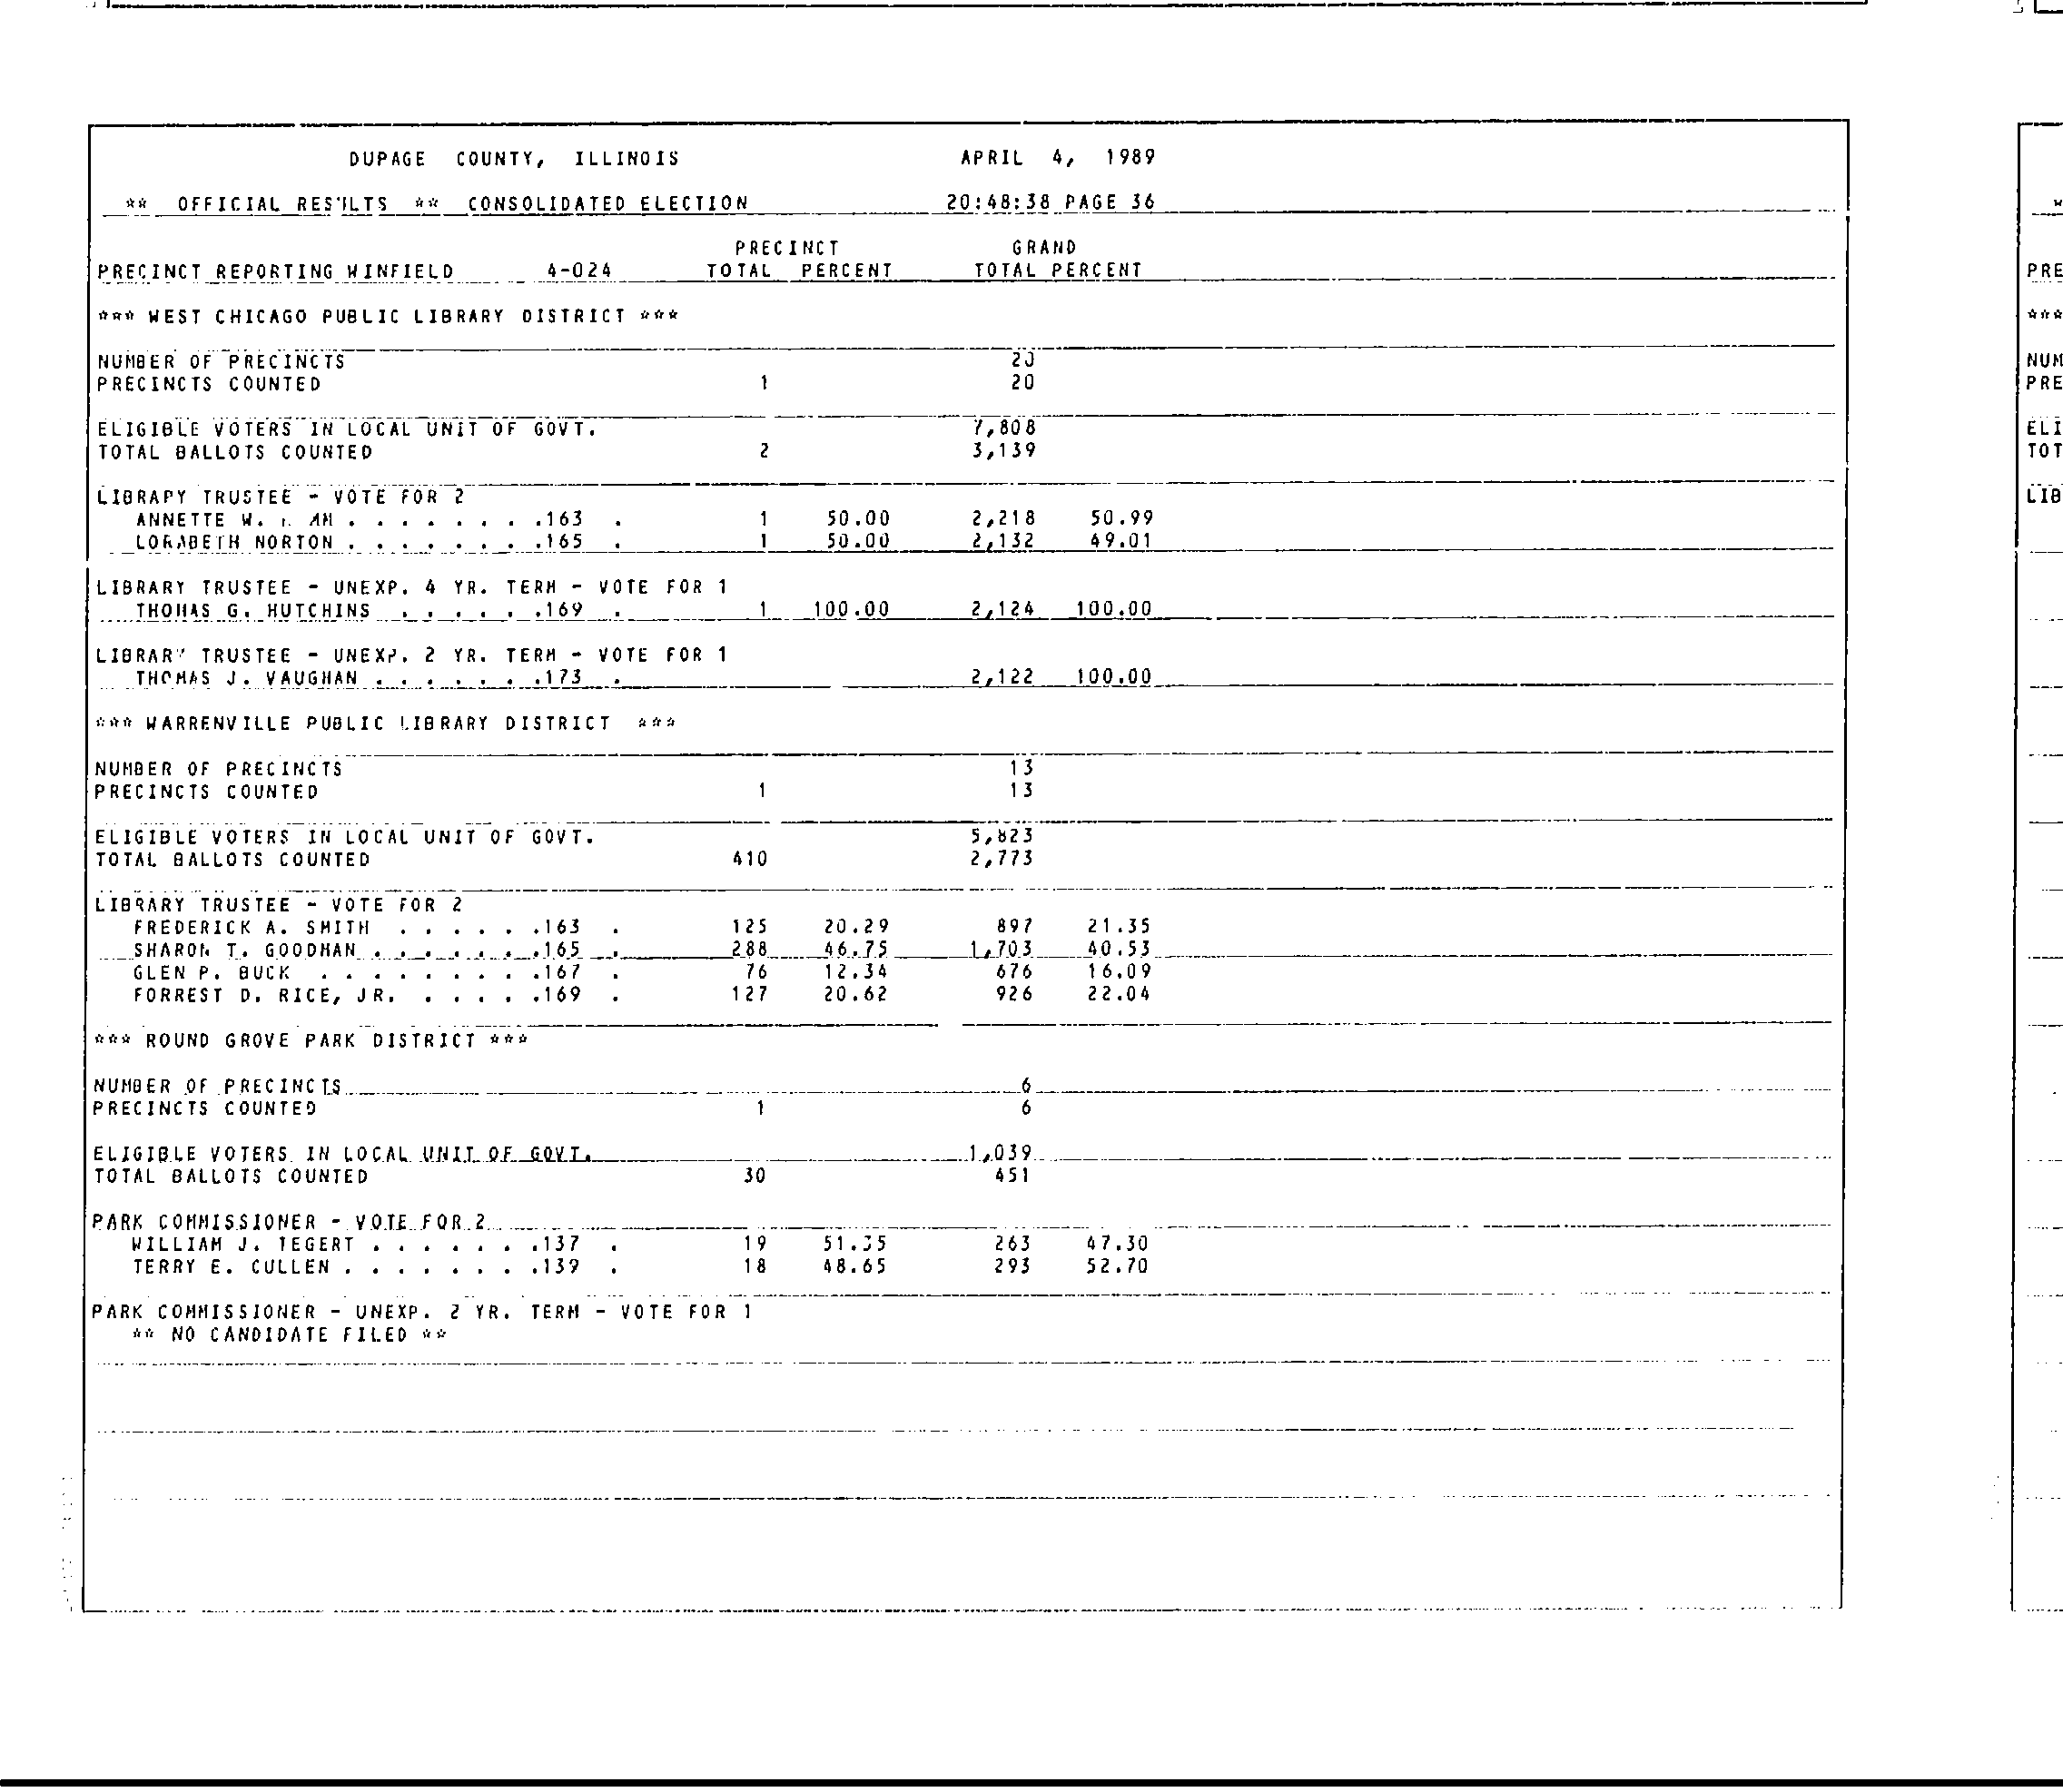 DUPAGE COUNTY, ILLINOIS APRIL 4, 1989
** OFFICIAL RESULTS ** CONSOLIDATED ELECTION 20:48:38 PAGE 36
PRECINCT GRAND
PRECINCT REPORTING WINFIELD 4-024 TOTAL PERCENT TOTAL PERCENT
*** WEST CHICAGO PUBLIC LIBRARY DISTRICT ***
NUMBER OF PRECINCTS 20
PRECINCTS COUNTED 1 20
ELIGIBLE VOTERS IN LOCAL UNIT OF GOVT. 7,808
TOTAL BALLOTS COUNTED 2 3,139
LIBRARY TRUSTEE - VOTE FOR 2
ANNETTE W. . . . . . . . .163 . 1 50.00 2,218 50.99
LORABETH NORTON . . . . . . . .165 . 1 50.00 2,132 49.01
LIBRARY TRUSTEE - UNEXP. 4 YR. TERM - VOTE FOR 1
THOMAS G. HUTCHINS . . . . . .169 . 1 100.00 2,124 100.00
LIBRARY TRUSTEE - UNEXP. 2 YR. TERM - VOTE FOR 1
THOMAS J. VAUGHAN . . . . . . .173 . 2,122 100.00
*** WARRENVILLE PUBLIC LIBRARY DISTRICT ***
NUMBER OF PRECINCTS 13
PRECINCTS COUNTED 1 13
ELIGIBLE VOTERS IN LOCAL UNIT OF GOVT. 5,823
TOTAL BALLOTS COUNTED 410 2,773
LIBRARY TRUSTEE - VOTE FOR 2
FREDERICK A. SMITH . . . . . .163 . 125 20.29 897 21.35
SHARON T. GOODMAN . . . . . . .165 . 288 46.75 1,703 40.53
GLEN P. BUCK . . . . . . . . .167 . 76 12.34 676 16.09
FORREST D. RICE, JR. . . . . .169 . 127 20.62 926 22.04
*** ROUND GROVE PARK DISTRICT ***
NUMBER OF PRECINCTS 6
PRECINCTS COUNTED 1 6
ELIGIBLE VOTERS IN LOCAL UNIT OF GOVT. 1,039
TOTAL BALLOTS COUNTED 30 451
PARK COMMISSIONER - VOTE FOR 2
WILLIAM J. TEGERT . . . . . . .137 . 19 51.35 263 47.30
TERRY E. CULLEN . . . . . . . .139 . 18 48.65 293 52.70
PARK COMMISSIONER - UNEXP. 2 YR. TERM - VOTE FOR 1
** NO CANDIDATE FILED **
PRE
***
NUM
PRE
ELI
TOT
LIB